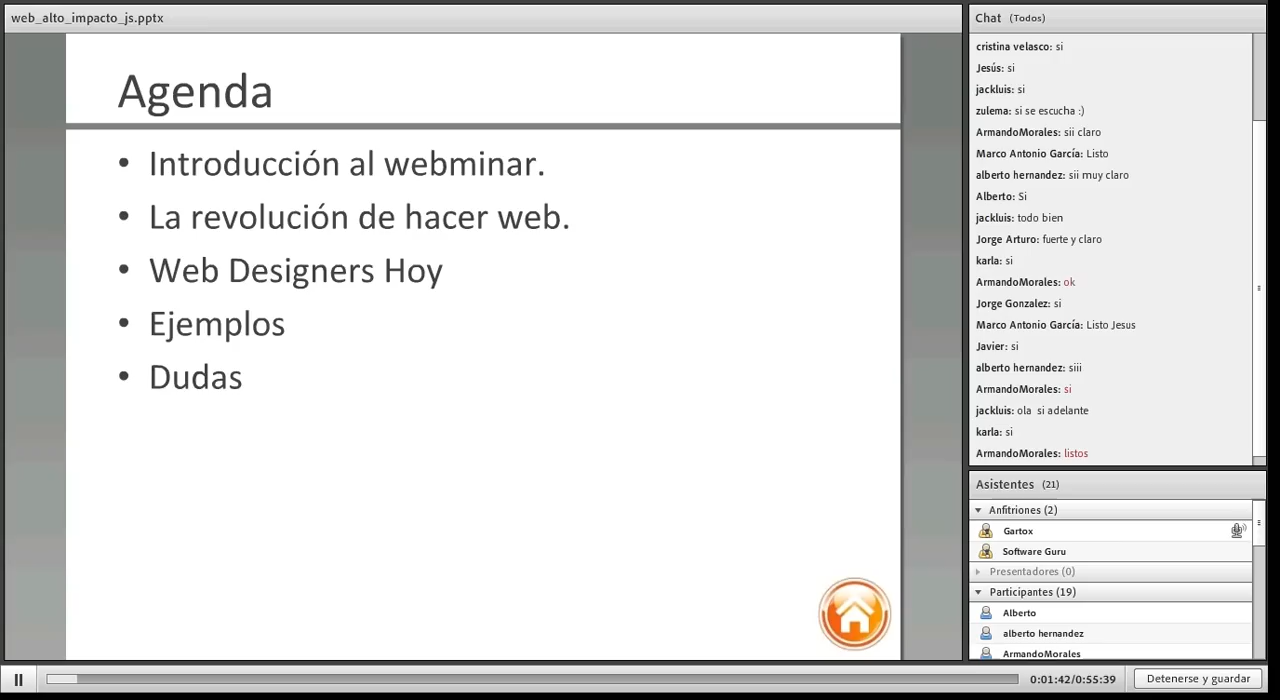 web_alto_impacto_js.pptx
Agenda
• Introducción al webminar.
• La revolución de hacer web.
• Web Designers Hoy
• Ejemplos
• Dudas
Chat (Todos)
cristina velasco: si
Jesús: si
jackluis: si
zulema: si se escucha :)
ArmandoMorales: sii claro
Marco Antonio García: Listo
alberto hernandez: sii muy claro
Alberto: Si
jackluis: todo bien
Jorge Arturo: fuerte y claro
karla: si
ArmandoMorales: ok
Jorge Gonzalez: si
Marco Antonio García: Listo Jesus
Javier: si
alberto hernandez: siii
ArmandoMorales: si
jackluis: ola si adelante
karla: si
ArmandoMorales: listos
Asistentes (21)
Anfitriones (2)
Gartox
Software Guru
Presentadores (0)
Participantes (19)
Alberto
alberto hernandez
ArmandoMorales
0:01:42/0:55:39
Detenerse y guardar